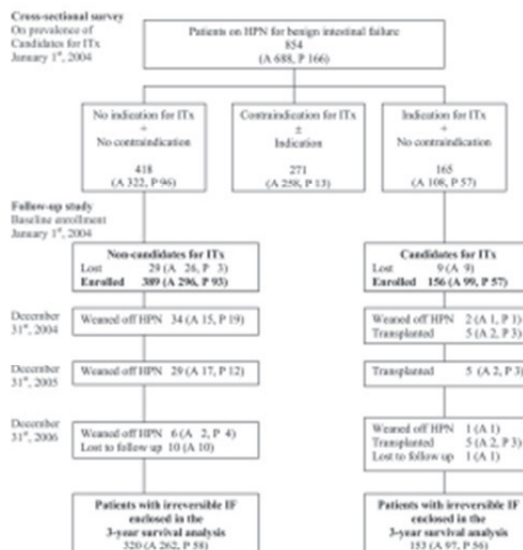 Cross-sectional survey
On prevalence of
Candidates for ITx
January 1st, 2004
Patients on HPN for benign intestinal failure
854
(A 688, P 166)
No indication for ITx
+
No contraindication
418
(A 322, P 96)
Contraindication for ITx
±
Indication
271
(A 258, P 13)
Indication for ITx
+
No contraindication
165
(A 108, P 57)
Follow-up study
Baseline enrollment
January 1st, 2004
Non-candidates for ITx
Lost 29 (A 26, P 3)
Enrolled 389 (A 296, P 93)
Candidates for ITx
Lost 9 (A 9)
Enrolled 156 (A 99, P 57)
December
31st, 2004
Weaned off HPN 34 (A 15, P 19)
Weaned off HPN 2 (A 1, P 1)
Transplanted 5 (A 2, P 3)
December
31st, 2005
Weaned off HPN 29 (A 17, P 12)
Transplanted 5 (A 2, P 3)
December
31st, 2006
Weaned off HPN 6 (A 2, P 4)
Lost to follow up 10 (A 10)
Weaned off HPN 1 (A 1)
Transplanted 5 (A 2, P 3)
Lost to follow up 1 (A 1)
Patients with irreversible IF
enclosed in the
3-year survival analysis
320 (A 262, P 58)
Patients with irreversible IF
enclosed in the
3-year survival analysis
153 (A 97, P 56)